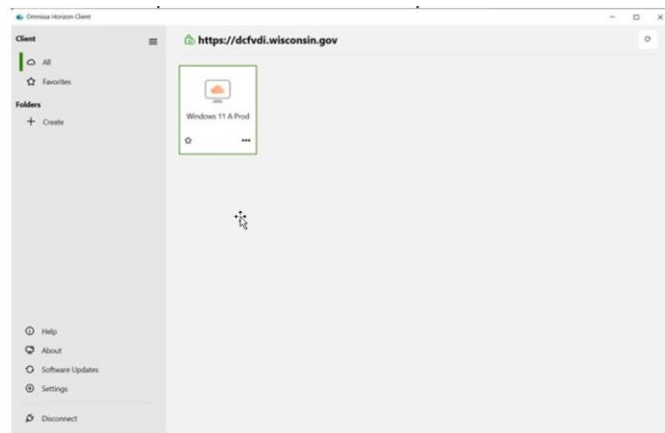 Omnissa Horizon Client
Client
All
Favorites
Folders
Create
https://dcfvdi.wisconsin.gov
Windows 11 A Prod
Help
About
Software Updates
Settings
Disconnect